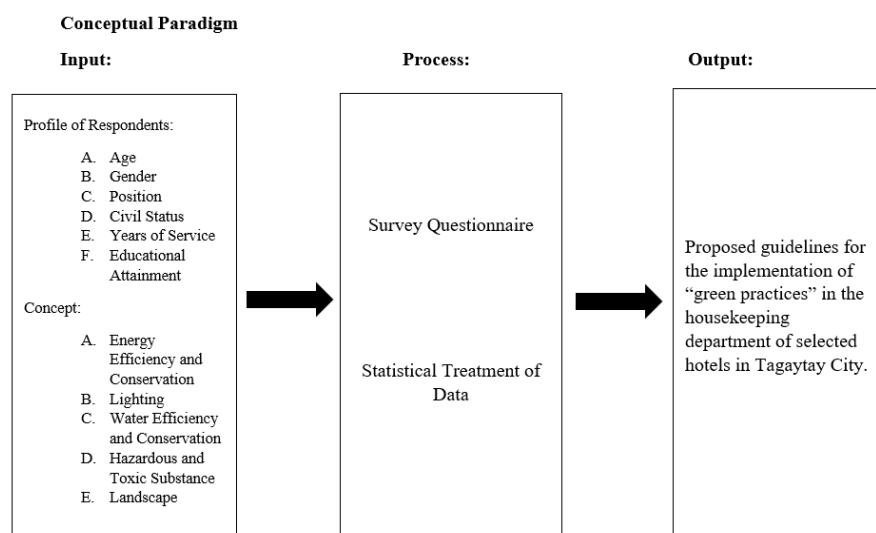 Conceptual Paradigm
Input:
Process:
Output:
Profile of Respondents:
A. Age
B. Gender
C. Position
D. Civil Status
E. Years of Service
F. Educational
Attainment
Concept:
A. Energy
Efficiency and
Conservation
B. Lighting
C. Water Efficiency
and Conservation
D. Hazardous and
Toxic Substance
E. Landscape
Survey Questionnaire
Statistical Treatment of
Data
Proposed guidelines for
the implementation of
“green practices” in the
housekeeping
department of selected
hotels in Tagaytay City.